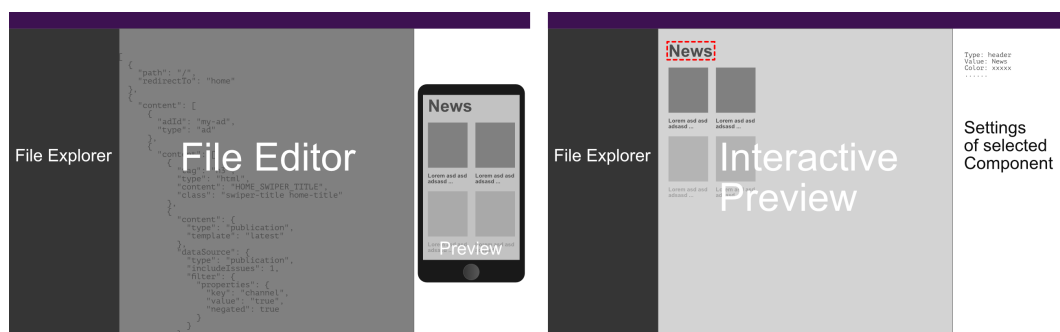 File Explorer
[
{
"path": "/",
"redirectTo": "home"
},
{
"content": [
{
"adId": "my-ad",
"type": "ad"
},
{
"type": "html",
"content": "HOME_SWIPER_TITLE",
"class": "swiper-title home-title"
},
{
"content": {
"type": "publication",
"template": "latest"
},
"dataSource": {
"type": "publication",
"includeIssues": 1,
"filter": {
"properties": {
"key": "channel",
"value": "true",
"negated": true
}
}
File Editor
News
Lorem asd asd
adsasd ...
Lorem asd asd
adsasd ...
Preview
File Explorer
News
Lorem asd asd
adsasd ...
Lorem asd asd
adsasd ...
Lorem asd asd
adsasd ...
Interactive
Preview
Type: header
Value: News
Color: xxxxx
......
Settings
of selected
Component